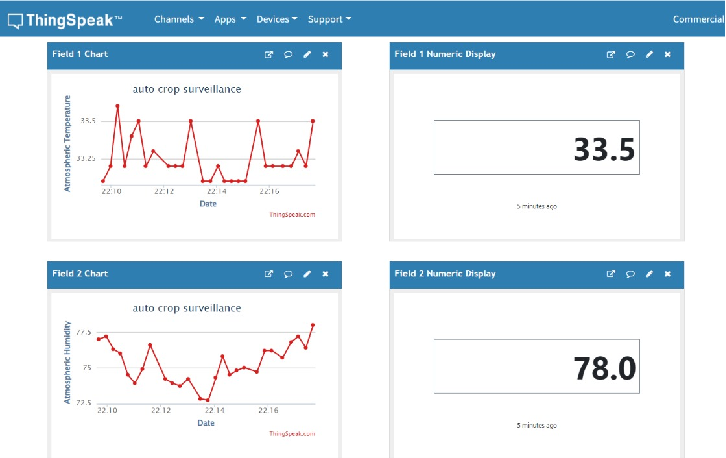 ThingSpeak™ Channels Apps Devices Support Commercial
Field 1 Chart
auto crop surveillance
Atmospheric Temperature
33.5
33.25
22:10 22:12 22:14 22:16
Date
ThingSpeak.com
Field 1 Numeric Display
33.5
5 minutes ago
Field 2 Chart
auto crop surveillance
Atmospheric Humidity
77.5
75
72.5
22:10 22:12 22:14 22:16
Date
ThingSpeak.com
Field 2 Numeric Display
78.0
5 minutes ago